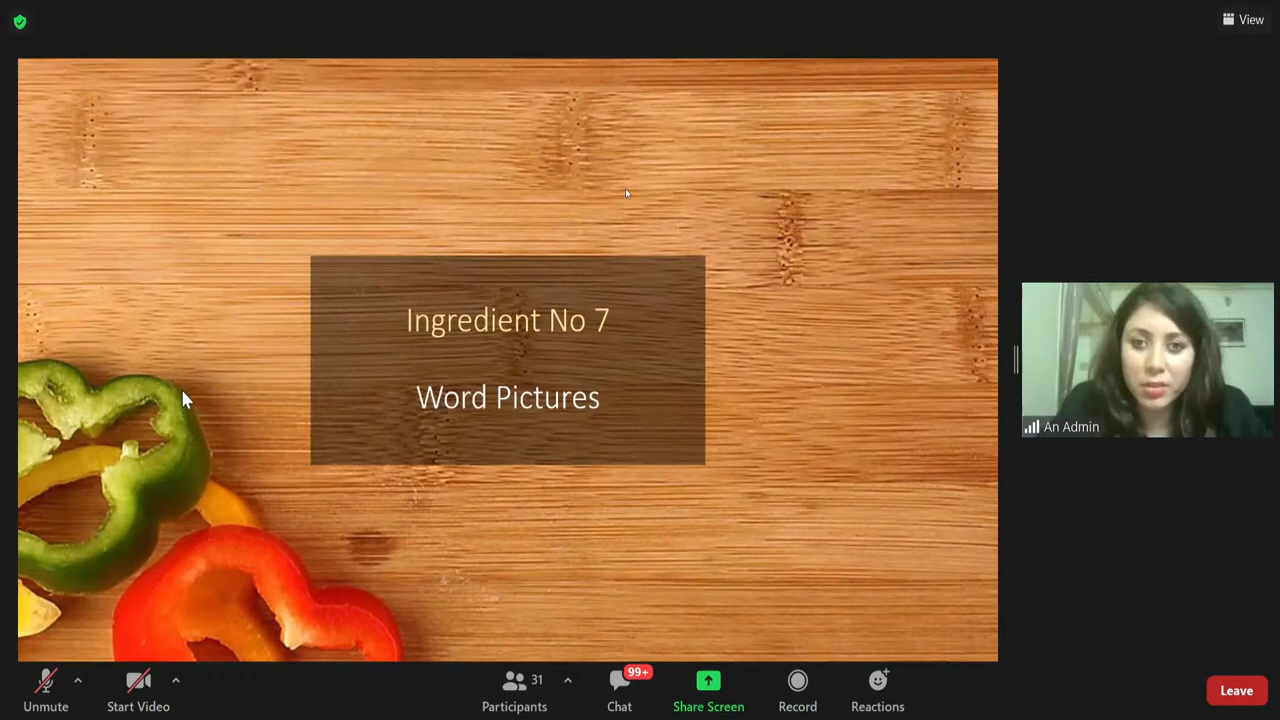 View
Ingredient No 7
Word Pictures
An Admin
31
99+
Unmute
Start Video
Participants
Chat
Share Screen
Record
Reactions
Leave